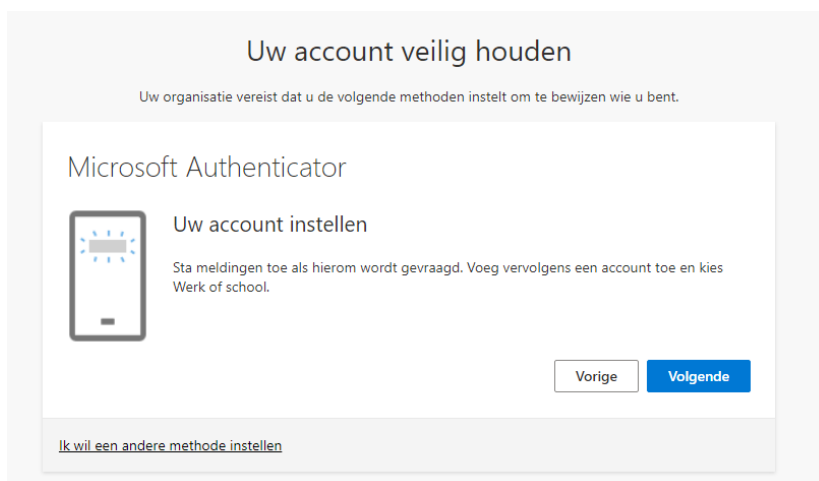 Uw account veilig houden
Uw organisatie vereist dat u de volgende methoden instelt om te bewijzen wie u bent.
Microsoft Authenticator
Uw account instellen
Sta meldingen toe als hierom wordt gevraagd. Voeg vervolgens een account toe en kies
Werk of school.
Vorige
Volgende
Ik wil een andere methode instellen